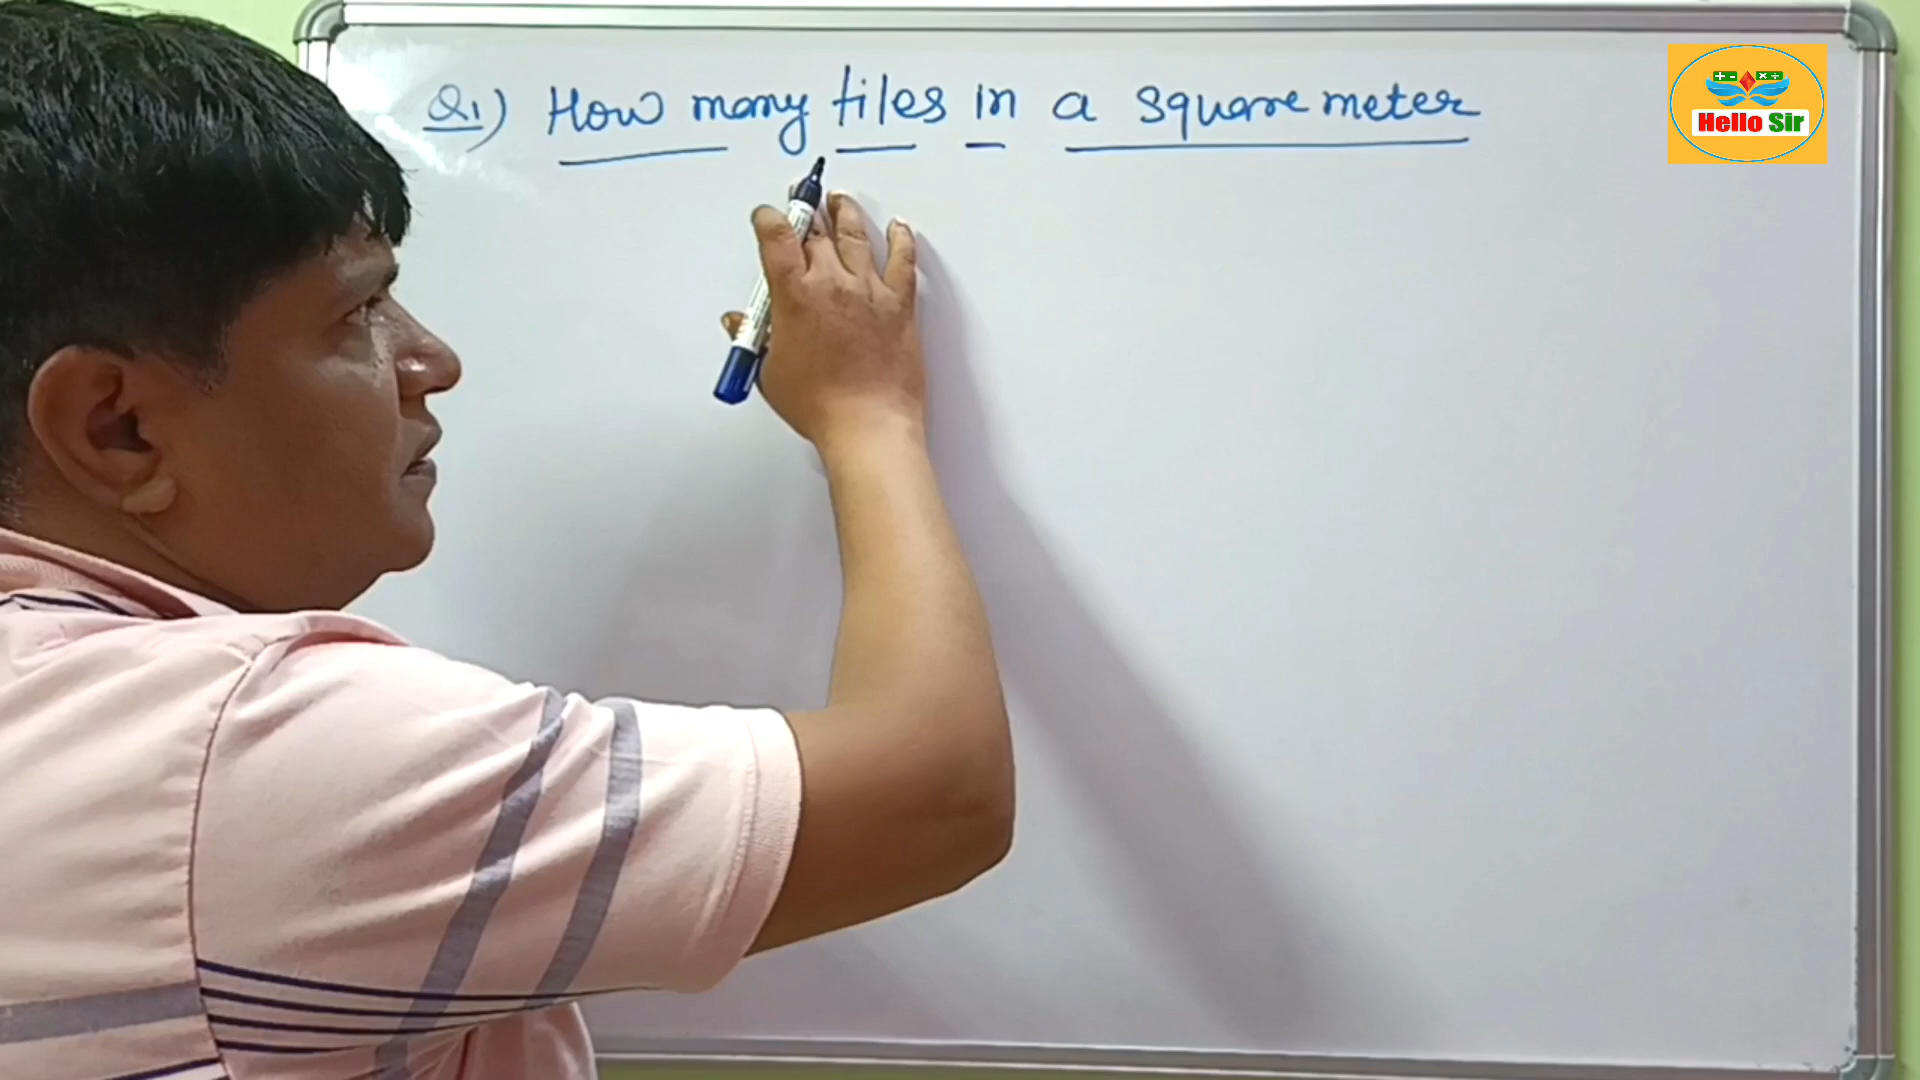 Q1) How many tiles in a square meter
+ - × ÷
Hello Sir